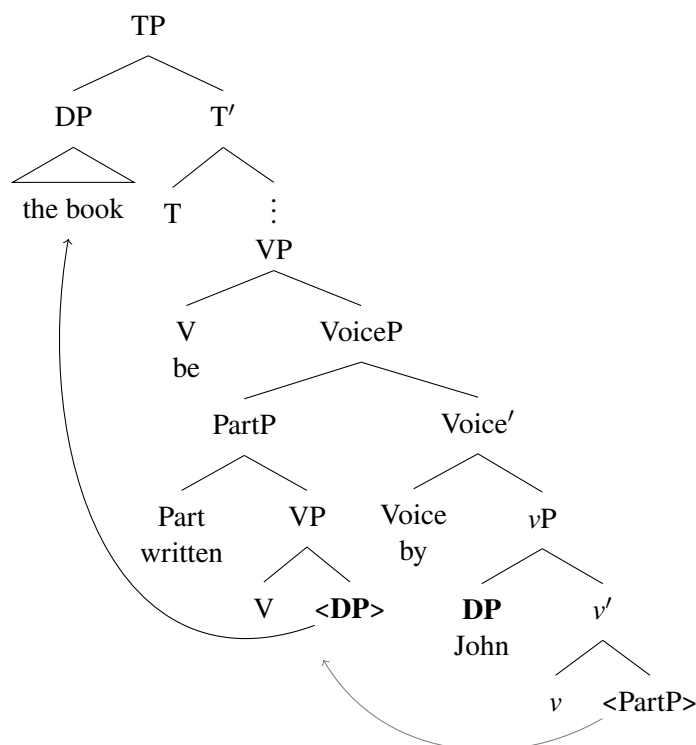 TP
DP T′
the book T ⋮
VP
V VoiceP
be
PartP Voice′
Part VP Voice vP
written by
V <DP> DP v′
John
v <PartP>